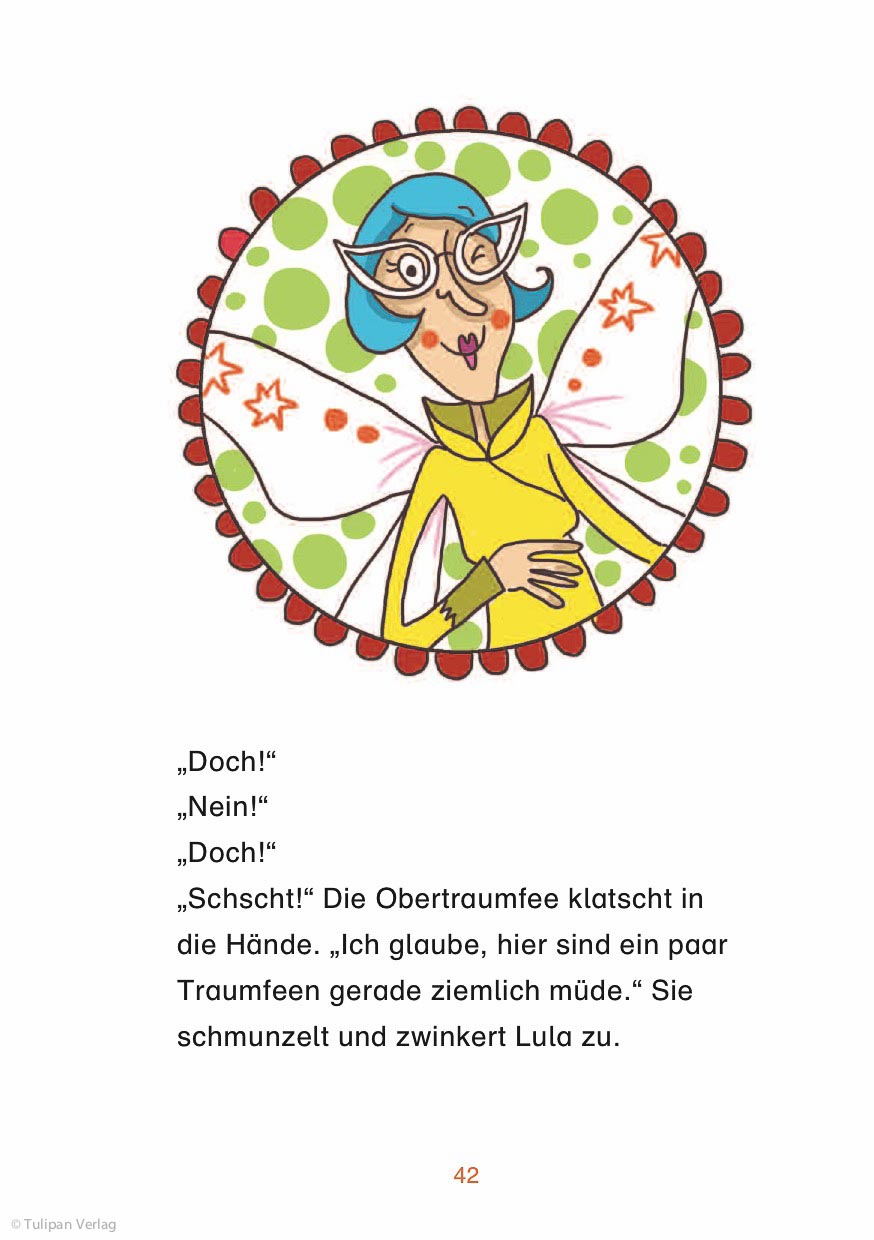 „Doch!“
„Nein!“
„Doch!“
„Schscht!“ Die Obertraumfee klatscht in
die Hände. „Ich glaube, hier sind ein paar
Traumfeen gerade ziemlich müde.“ Sie
schmunzelt und zwinkert Lula zu.
42
© Tulipan Verlag